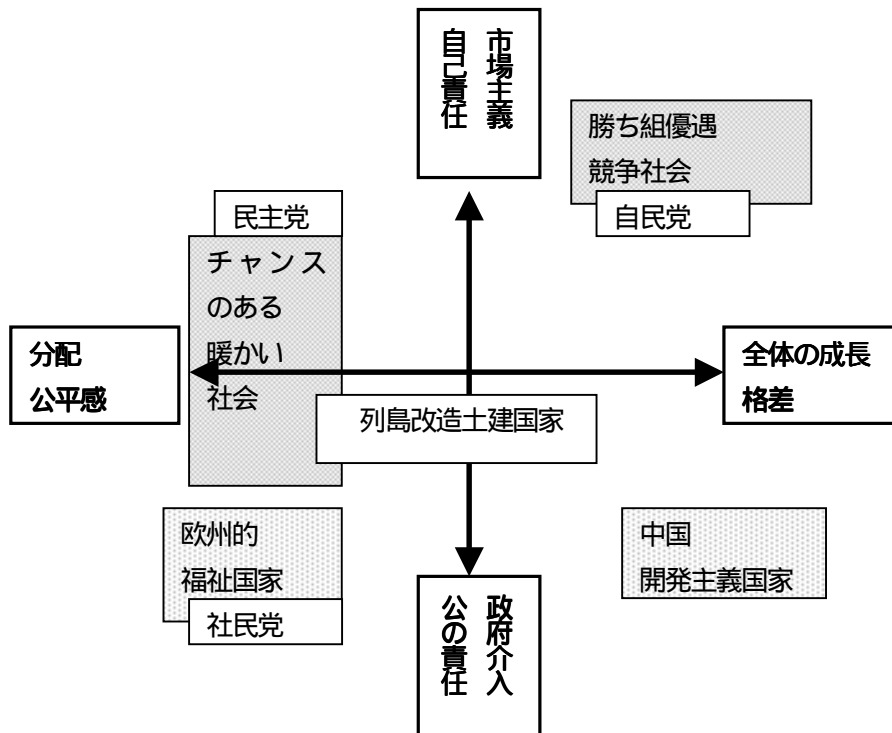 市場主義
自己責任
勝ち組優遇
競争社会
自民党
民主党
チャンス
のある
暖かい
社会
分配
公平感
全体の成長
格差
列島改造土建国家
欧州的
福祉国家
社民党
中国
開発主義国家
政府介入
公の責任